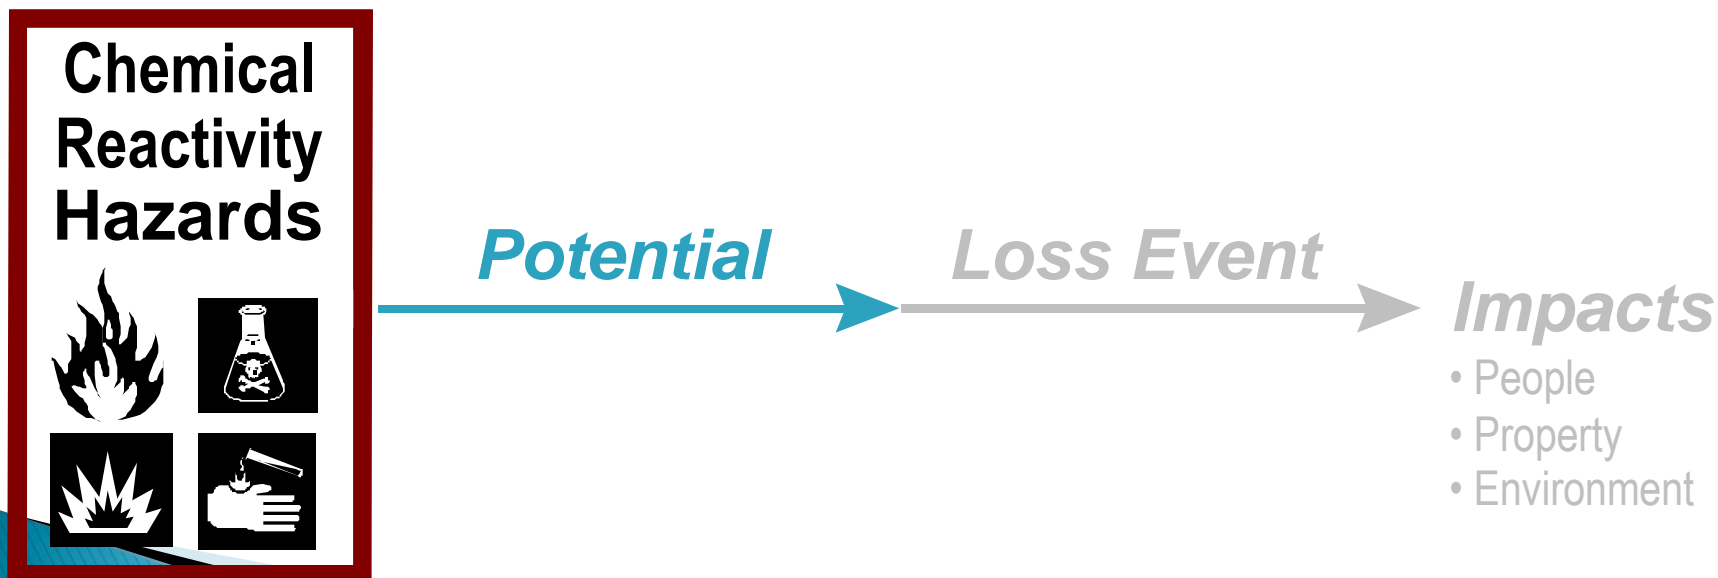 Chemical
Reactivity
Hazards
Potential
Loss Event
Impacts
• People
• Property
• Environment